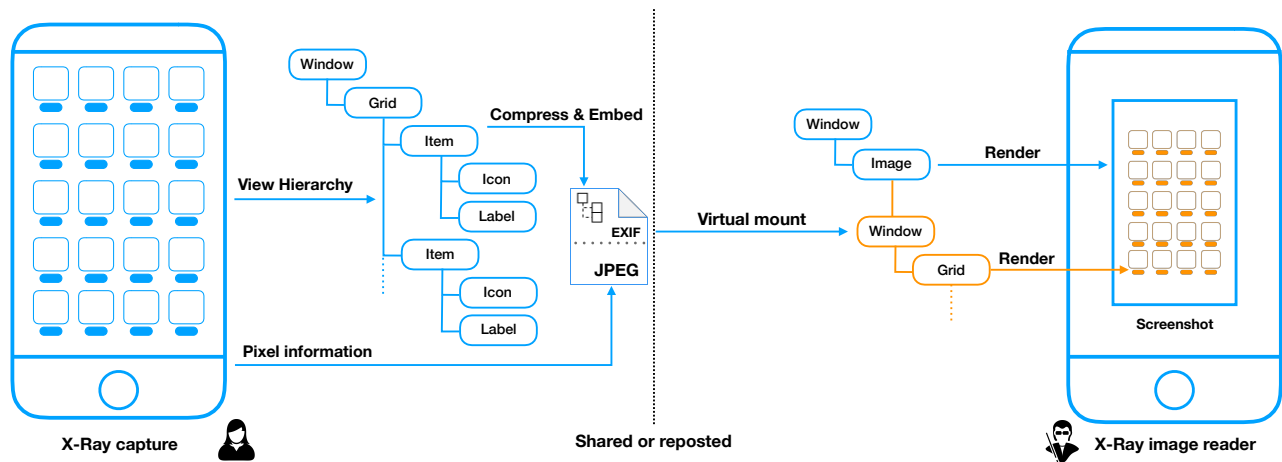 Window
Grid
Compress & Embed
Item
View Hierarchy
Icon
Label
EXIF
JPEG
Item
Icon
Label
Pixel information
X-Ray capture
Shared or reposted
Virtual mount
Window
Image
Render
Window
Grid
Render
Screenshot
X-Ray image reader